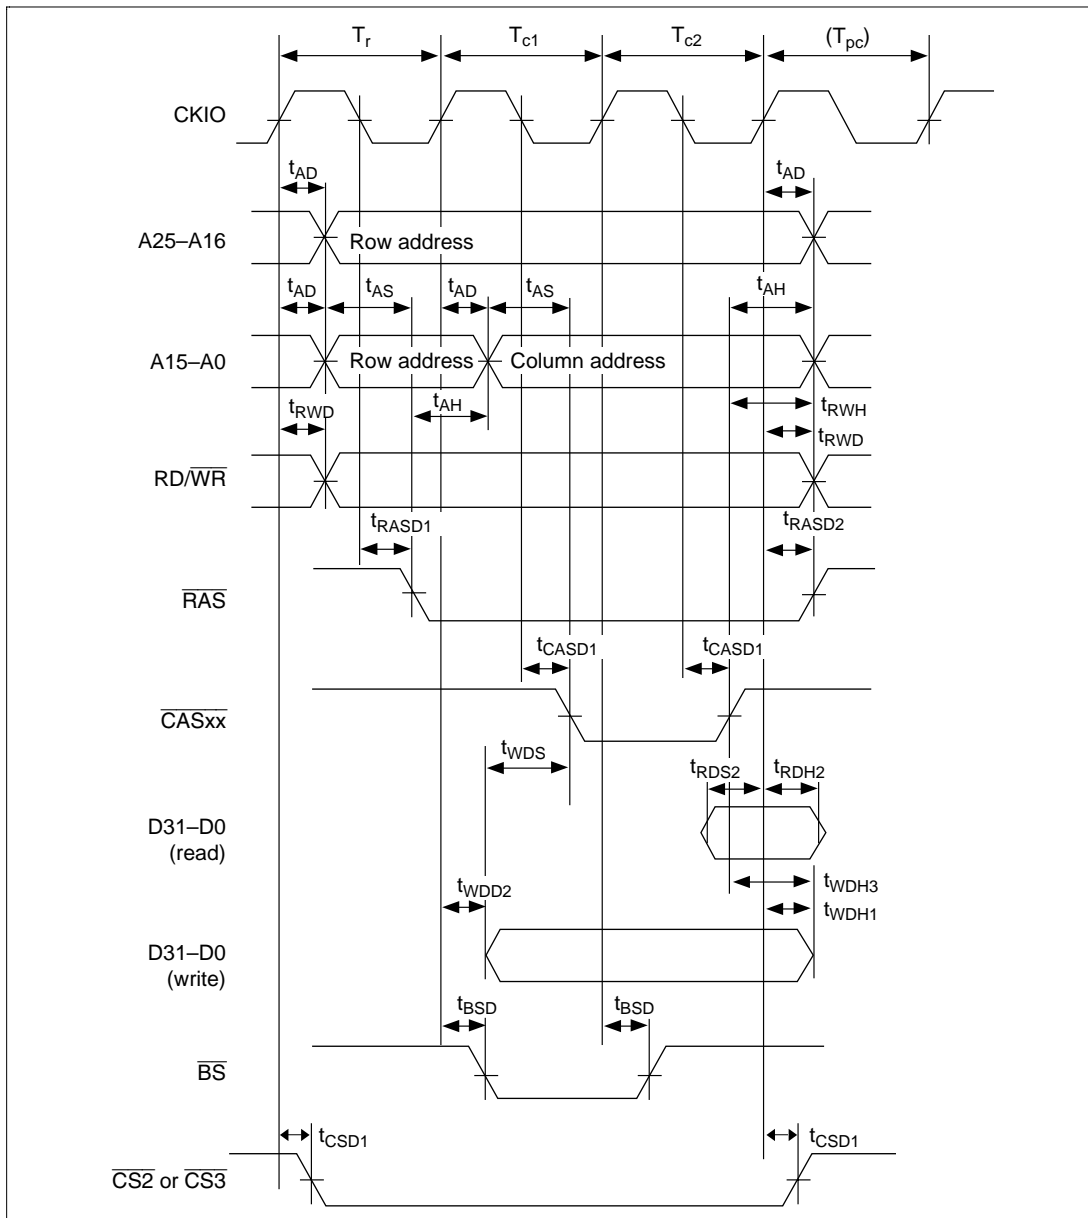 Tr Tc1 Tc2 (Tpc)
CKIO
tAD tAD
A25–A16 Row address
tAD tAS tAD tAS tAH
A15–A0 Row address Column address
tRWD tAH tRWH
tRWD
RD/WR
tRASD1 tRASD2
RAS
tCASD1 tCASD1
CASxx
tWDS tRDS2 tRDH2
D31–D0
(read)
tWDH3
tWDD2 tWDH1
D31–D0
(write)
tBSD tBSD
BS
tCSD1 tCSD1
CS2 or CS3